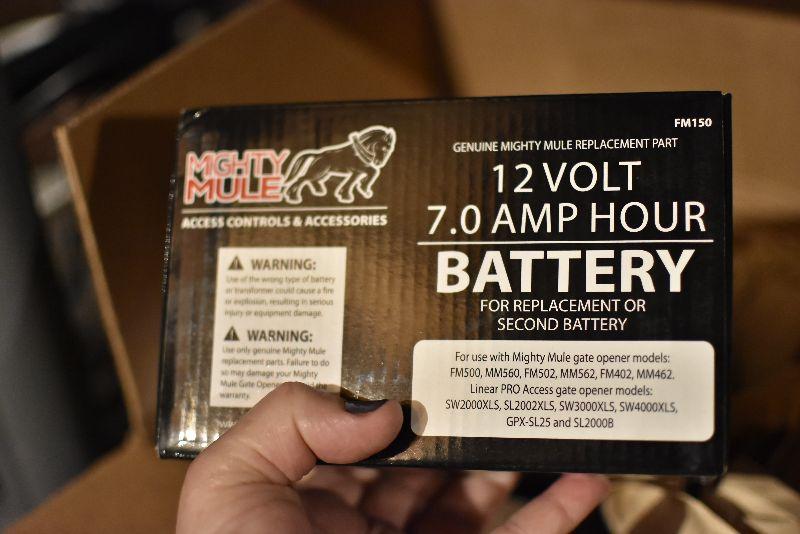 FM150
MIGHTY
MULE
ACCESS CONTROLS & ACCESSORIES
GENUINE MIGHTY MULE REPLACEMENT PART
12 VOLT
7.0 AMP HOUR
BATTERY
FOR REPLACEMENT OR
SECOND BATTERY
WARNING:
Use of the wrong type of battery
or transformer could cause a fire
or explosion, resulting in serious
injury or equipment damage.
WARNING:
Use only genuine Mighty Mule
replacement parts. Failure to do
so may damage your Mighty
Mule Gate the
warranty.
For use with Mighty Mule gate opener models:
FM500, MM560, FM502, MM562, FM402, MM462.
Linear PRO Access gate opener models:
SW2000XLS, SL2002XLS, SW3000XLS, SW4000XLS,
GPX-SL25 and SL2000B